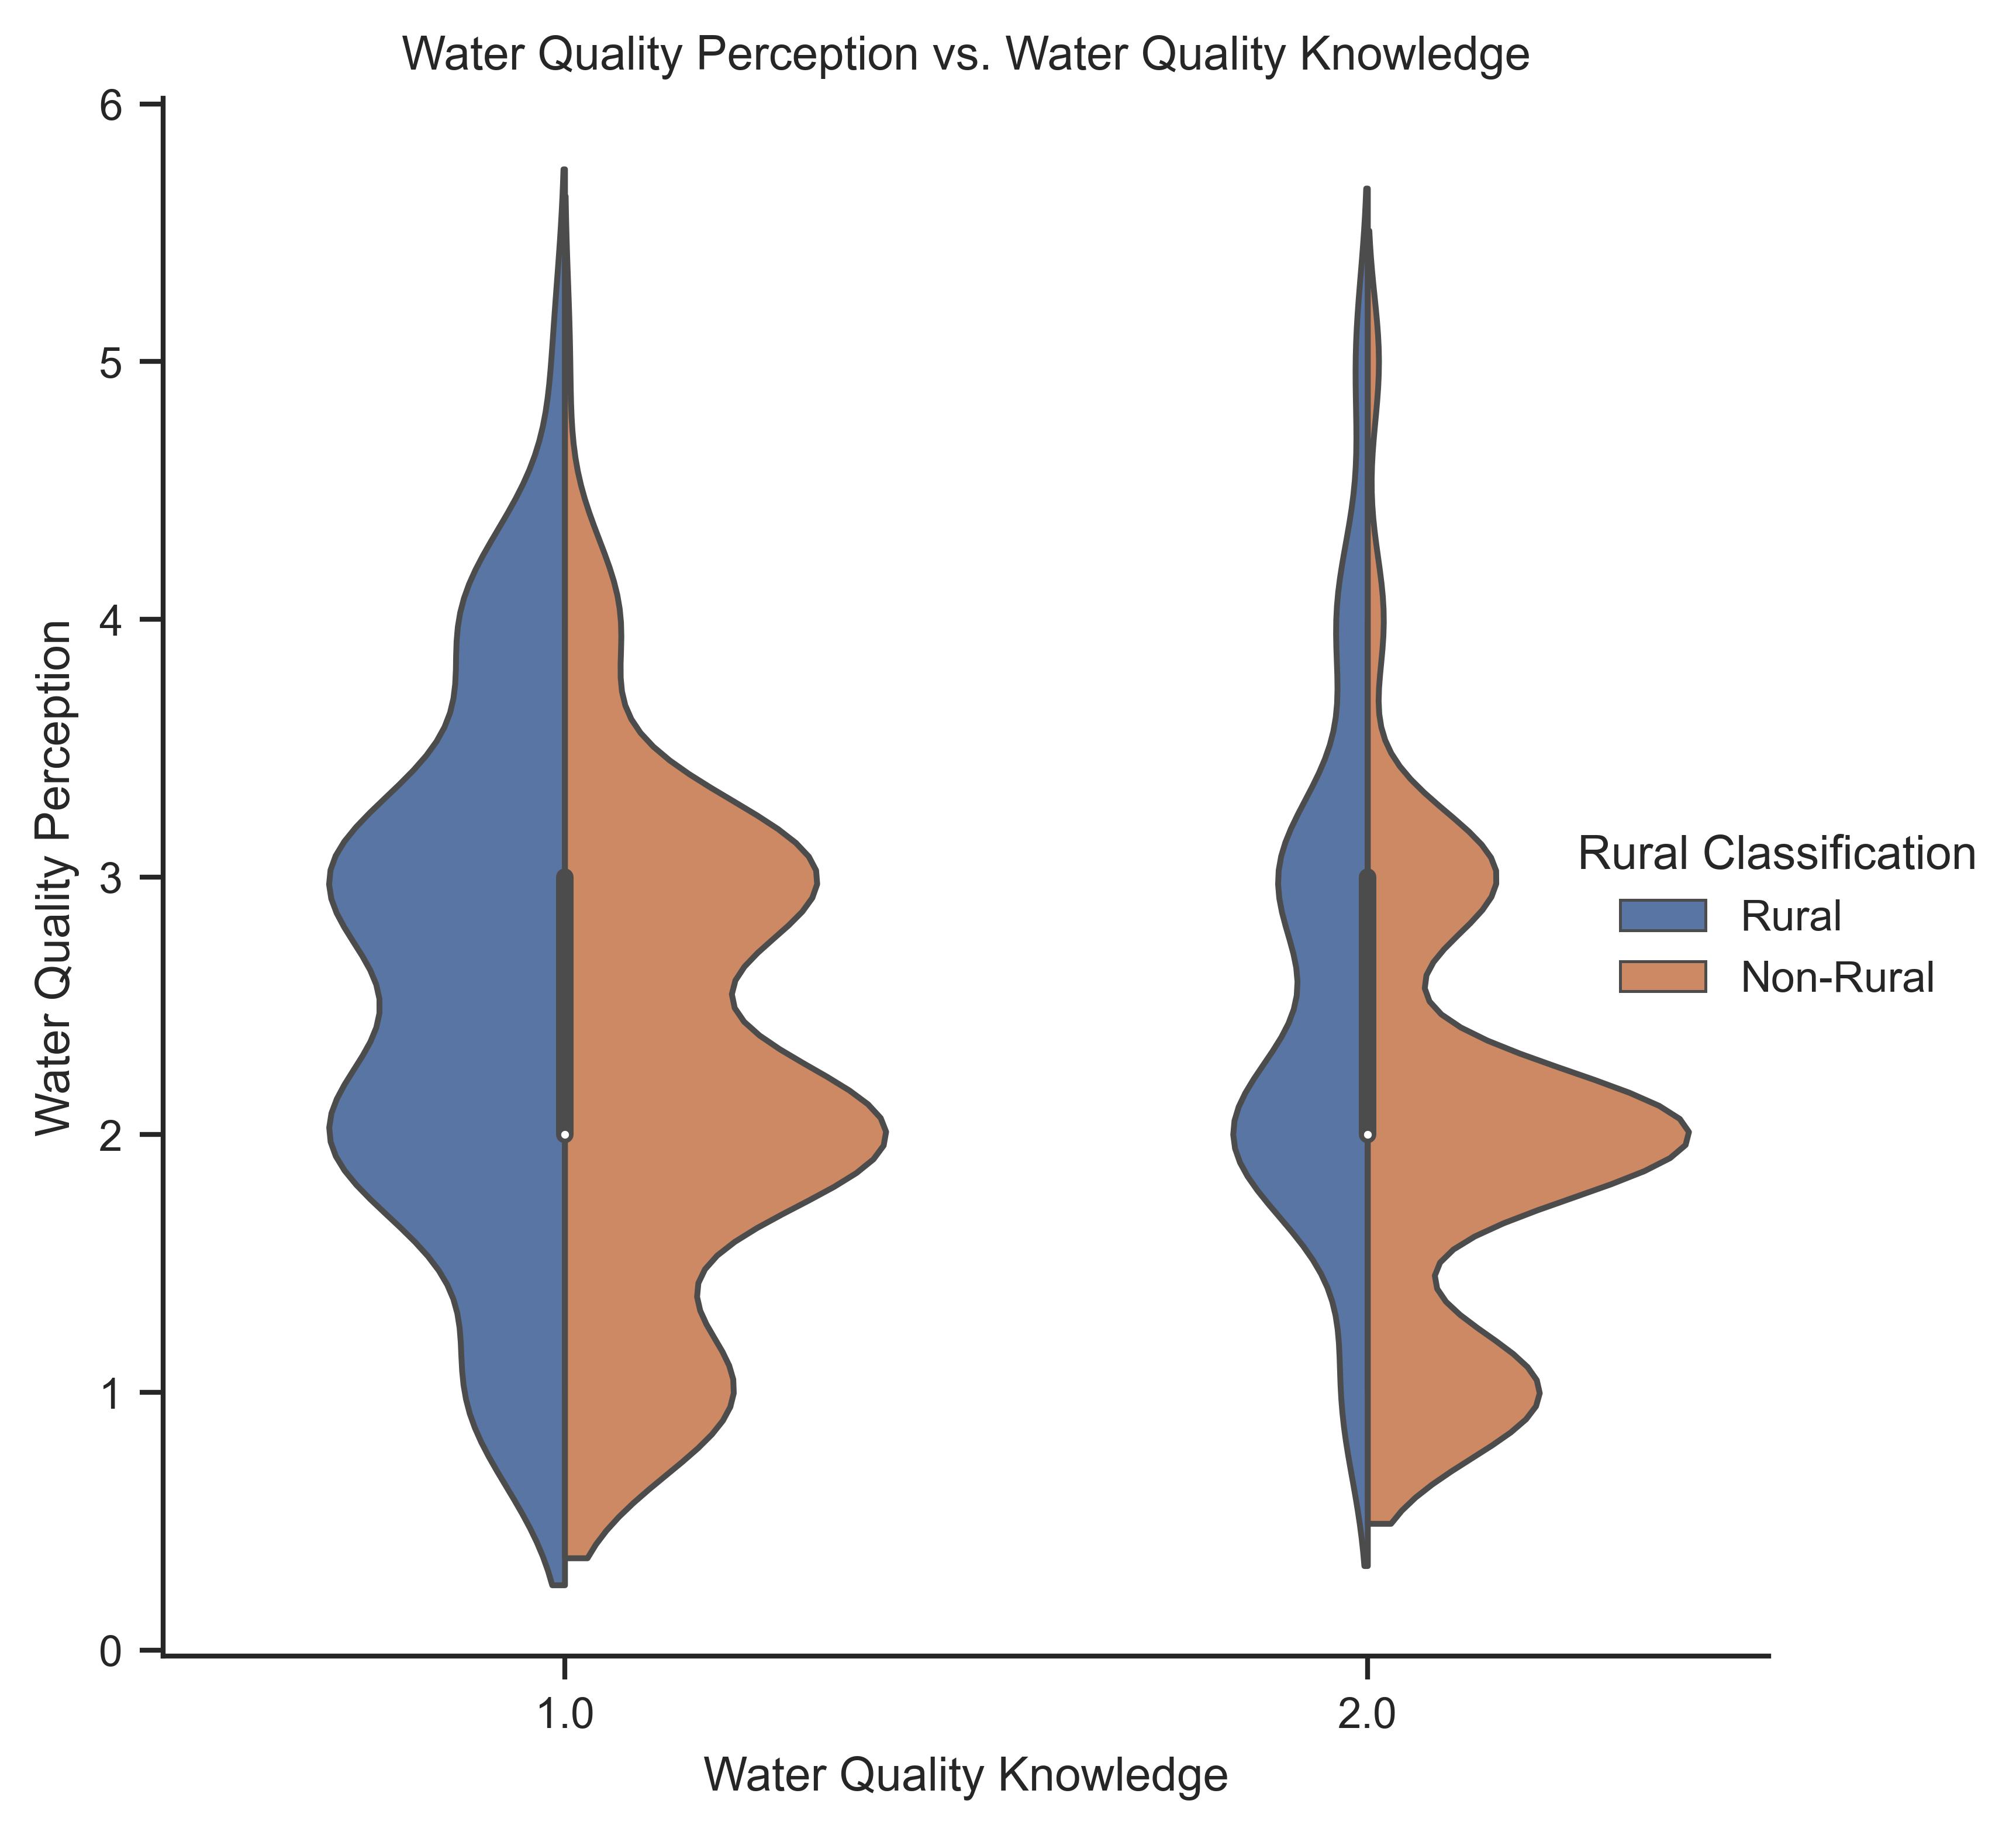 Water Quality Perception vs. Water Quality Knowledge
6
5
4
3
2
1
0
Water Quality Perception
1.0
2.0
Water Quality Knowledge
Rural Classification
Rural
Non-Rural